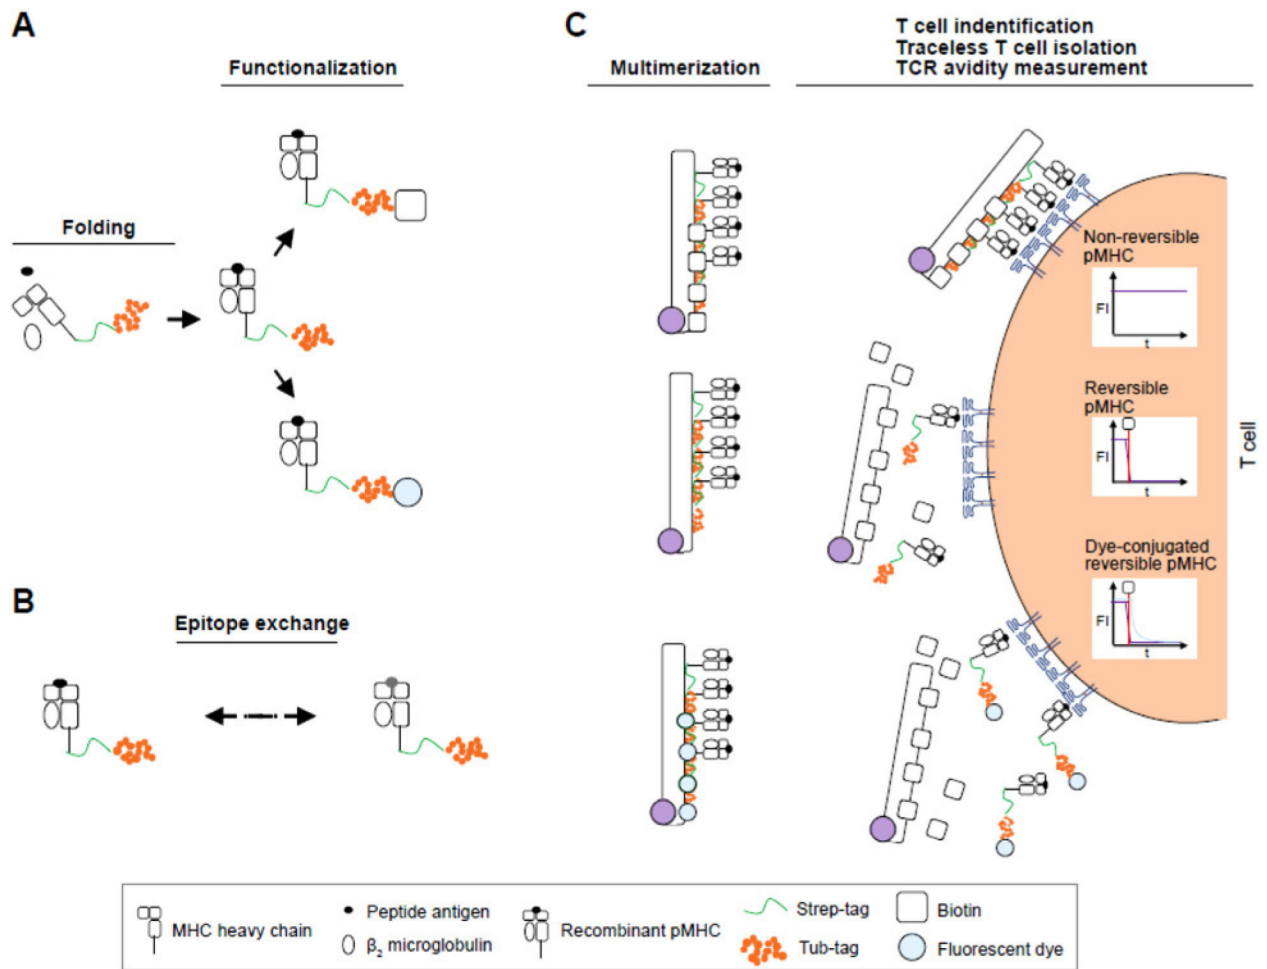 A
Functionalization
Folding
B
Epitope exchange
C
Multimerization
T cell indentification
Traceless T cell isolation
TCR avidity measurement
Non-reversible
pMHC
FI
t
Reversible
pMHC
FI
t
Dye-conjugated
reversible pMHC
FI
t
T cell
MHC heavy chain
Peptide antigen
β₂ microglobulin
Recombinant pMHC
Strep-tag
Tub-tag
Biotin
Fluorescent dye